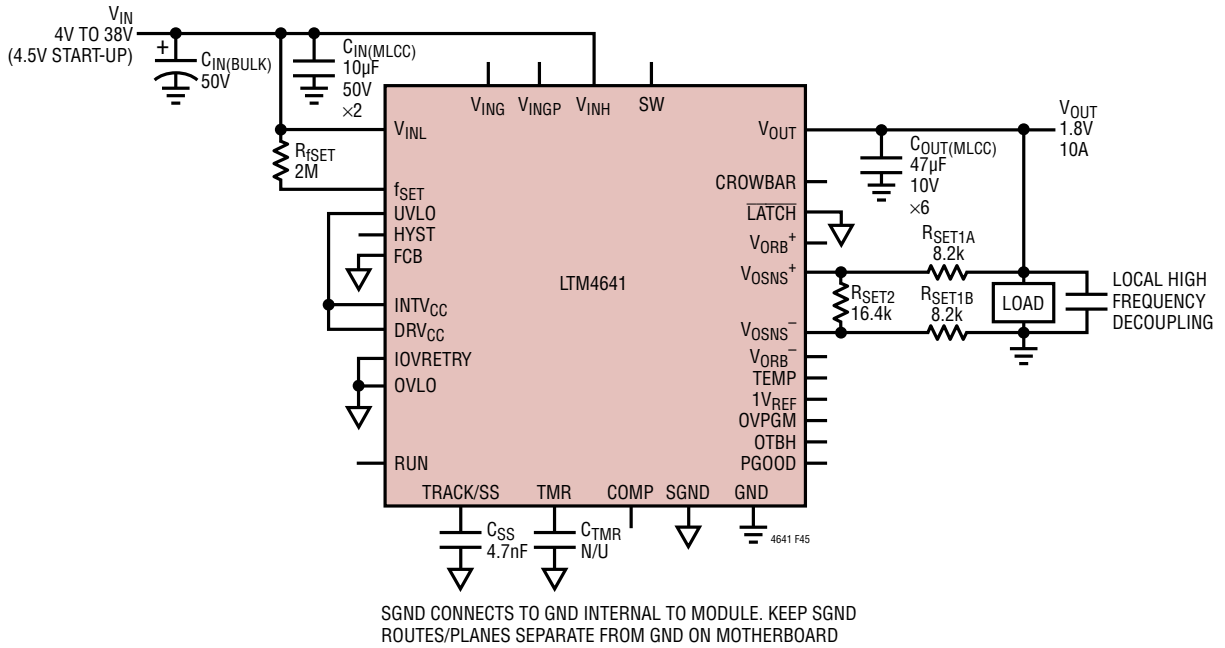 VIN
4V TO 38V
(4.5V START-UP)
+
CIN(BULK)
50V
CIN(MLCC)
10µF
50V
×2
VING
VINGP
VINH
SW
VINL
RfSET
2M
fSET
UVLO
HYST
FCB
INTVCC
DRVCC
IOVRETRY
OVLO
RUN
LTM4641
VOUT
CROWBAR
LATCH
VORB+
VOSNS+
VOSNS−
VORB−
TEMP
1VREF
OVPGM
OTBH
PGOOD
TRACK/SS
TMR
COMP
SGND
GND
VOUT
1.8V
10A
COUT(MLCC)
47µF
10V
×6
RSET1A
8.2k
RSET2
16.4k
RSET1B
8.2k
LOAD
LOCAL HIGH
FREQUENCY
DECOUPLING
CSS
4.7nF
CTMR
N/U
4641 F45
SGND CONNECTS TO GND INTERNAL TO MODULE. KEEP SGND
ROUTES/PLANES SEPARATE FROM GND ON MOTHERBOARD